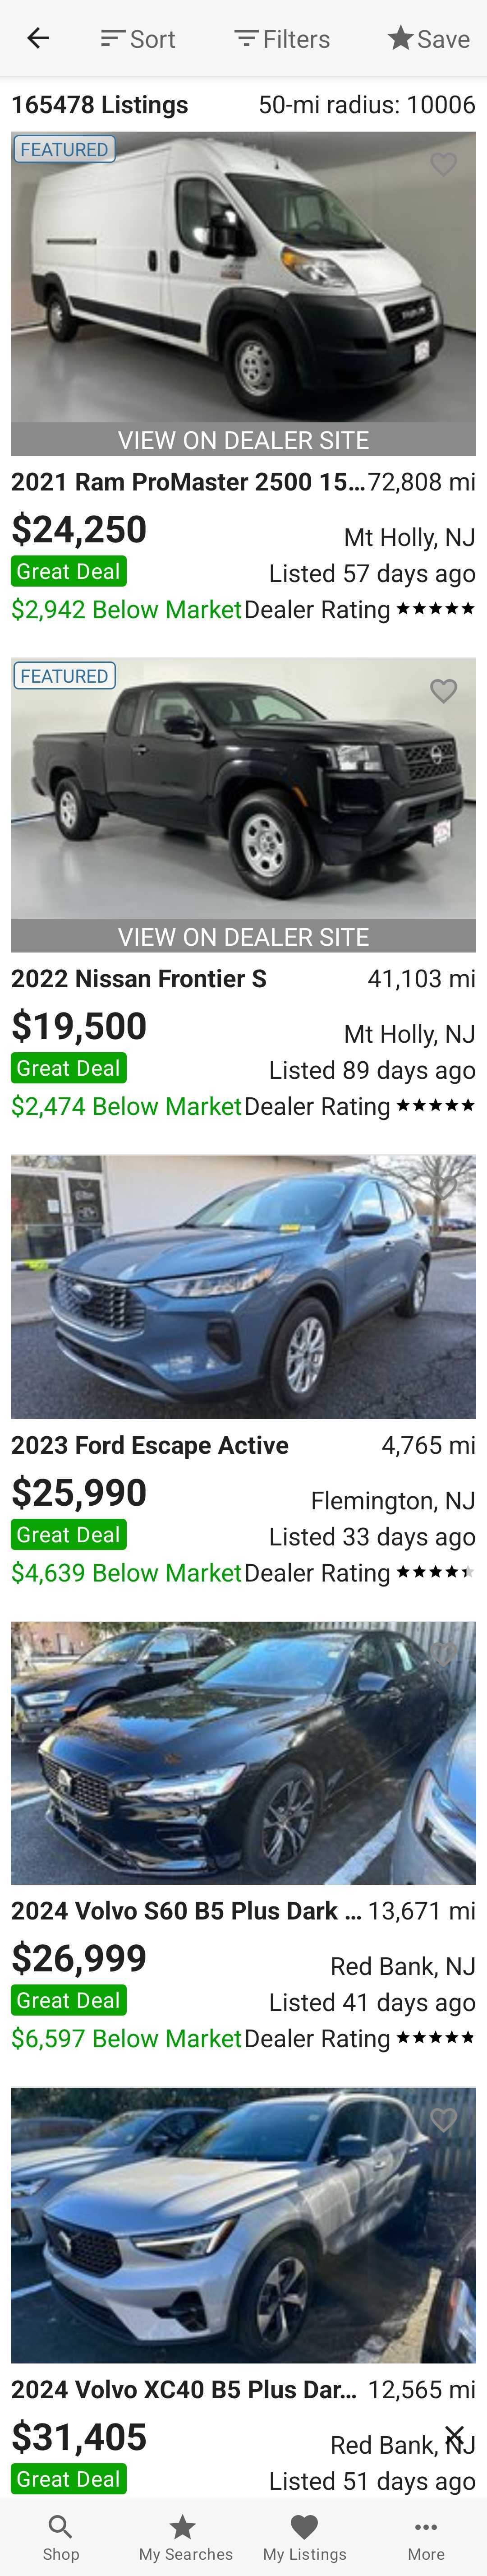 Sort Filters Save
165478 Listings 50-mi radius: 10006
FEATURED
VIEW ON DEALER SITE
2021 Ram ProMaster 2500 15... 72,808 mi
$24,250 Mt Holly, NJ
Great Deal Listed 57 days ago
$2,942 Below Market Dealer Rating
FEATURED
VIEW ON DEALER SITE
2022 Nissan Frontier S 41,103 mi
$19,500 Mt Holly, NJ
Great Deal Listed 89 days ago
$2,474 Below Market Dealer Rating
2023 Ford Escape Active 4,765 mi
$25,990 Flemington, NJ
Great Deal Listed 33 days ago
$4,639 Below Market Dealer Rating
2024 Volvo S60 B5 Plus Dark ... 13,671 mi
$26,999 Red Bank, NJ
Great Deal Listed 41 days ago
$6,597 Below Market Dealer Rating
2024 Volvo XC40 B5 Plus Dar... 12,565 mi
$31,405 Red Bank, NJ
Great Deal Listed 51 days ago
Shop My Searches My Listings More